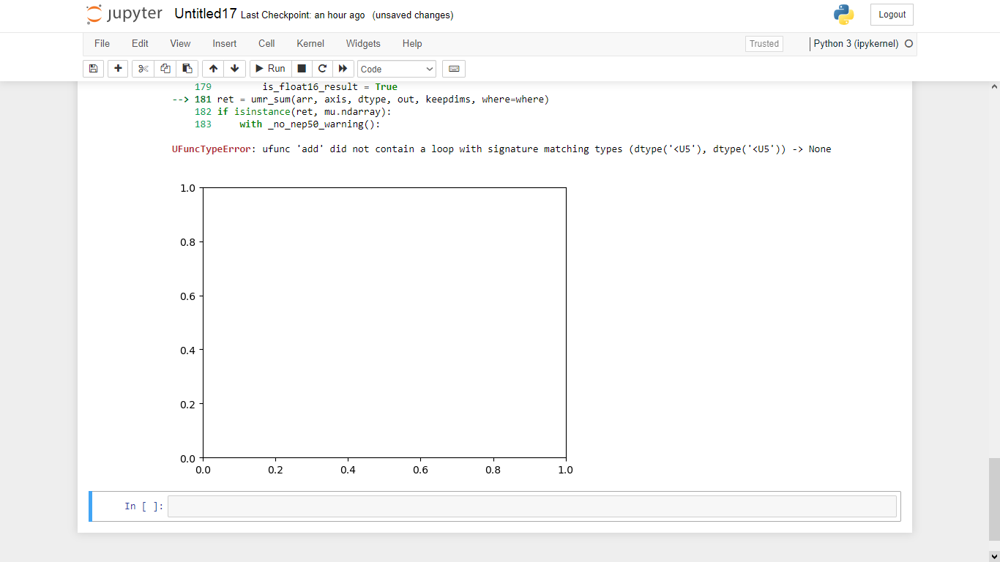 jupyter Untitled17 Last Checkpoint: an hour ago (unsaved changes)
Logout
File Edit View Insert Cell Kernel Widgets Help
Trusted Python 3 (ipykernel)
Run Code
179 is_float16_result = True
--> 181 ret = umr_sum(arr, axis, dtype, out, keepdims, where=where)
182 if isinstance(ret, mu.ndarray):
183 with _no_nep50_warning():
UFuncTypeError: ufunc 'add' did not contain a loop with signature matching types (dtype('<U5'), dtype('<U5')) -> None
1.0
0.8
0.6
0.4
0.2
0.0
0.0 0.2 0.4 0.6 0.8 1.0
In [ ]: